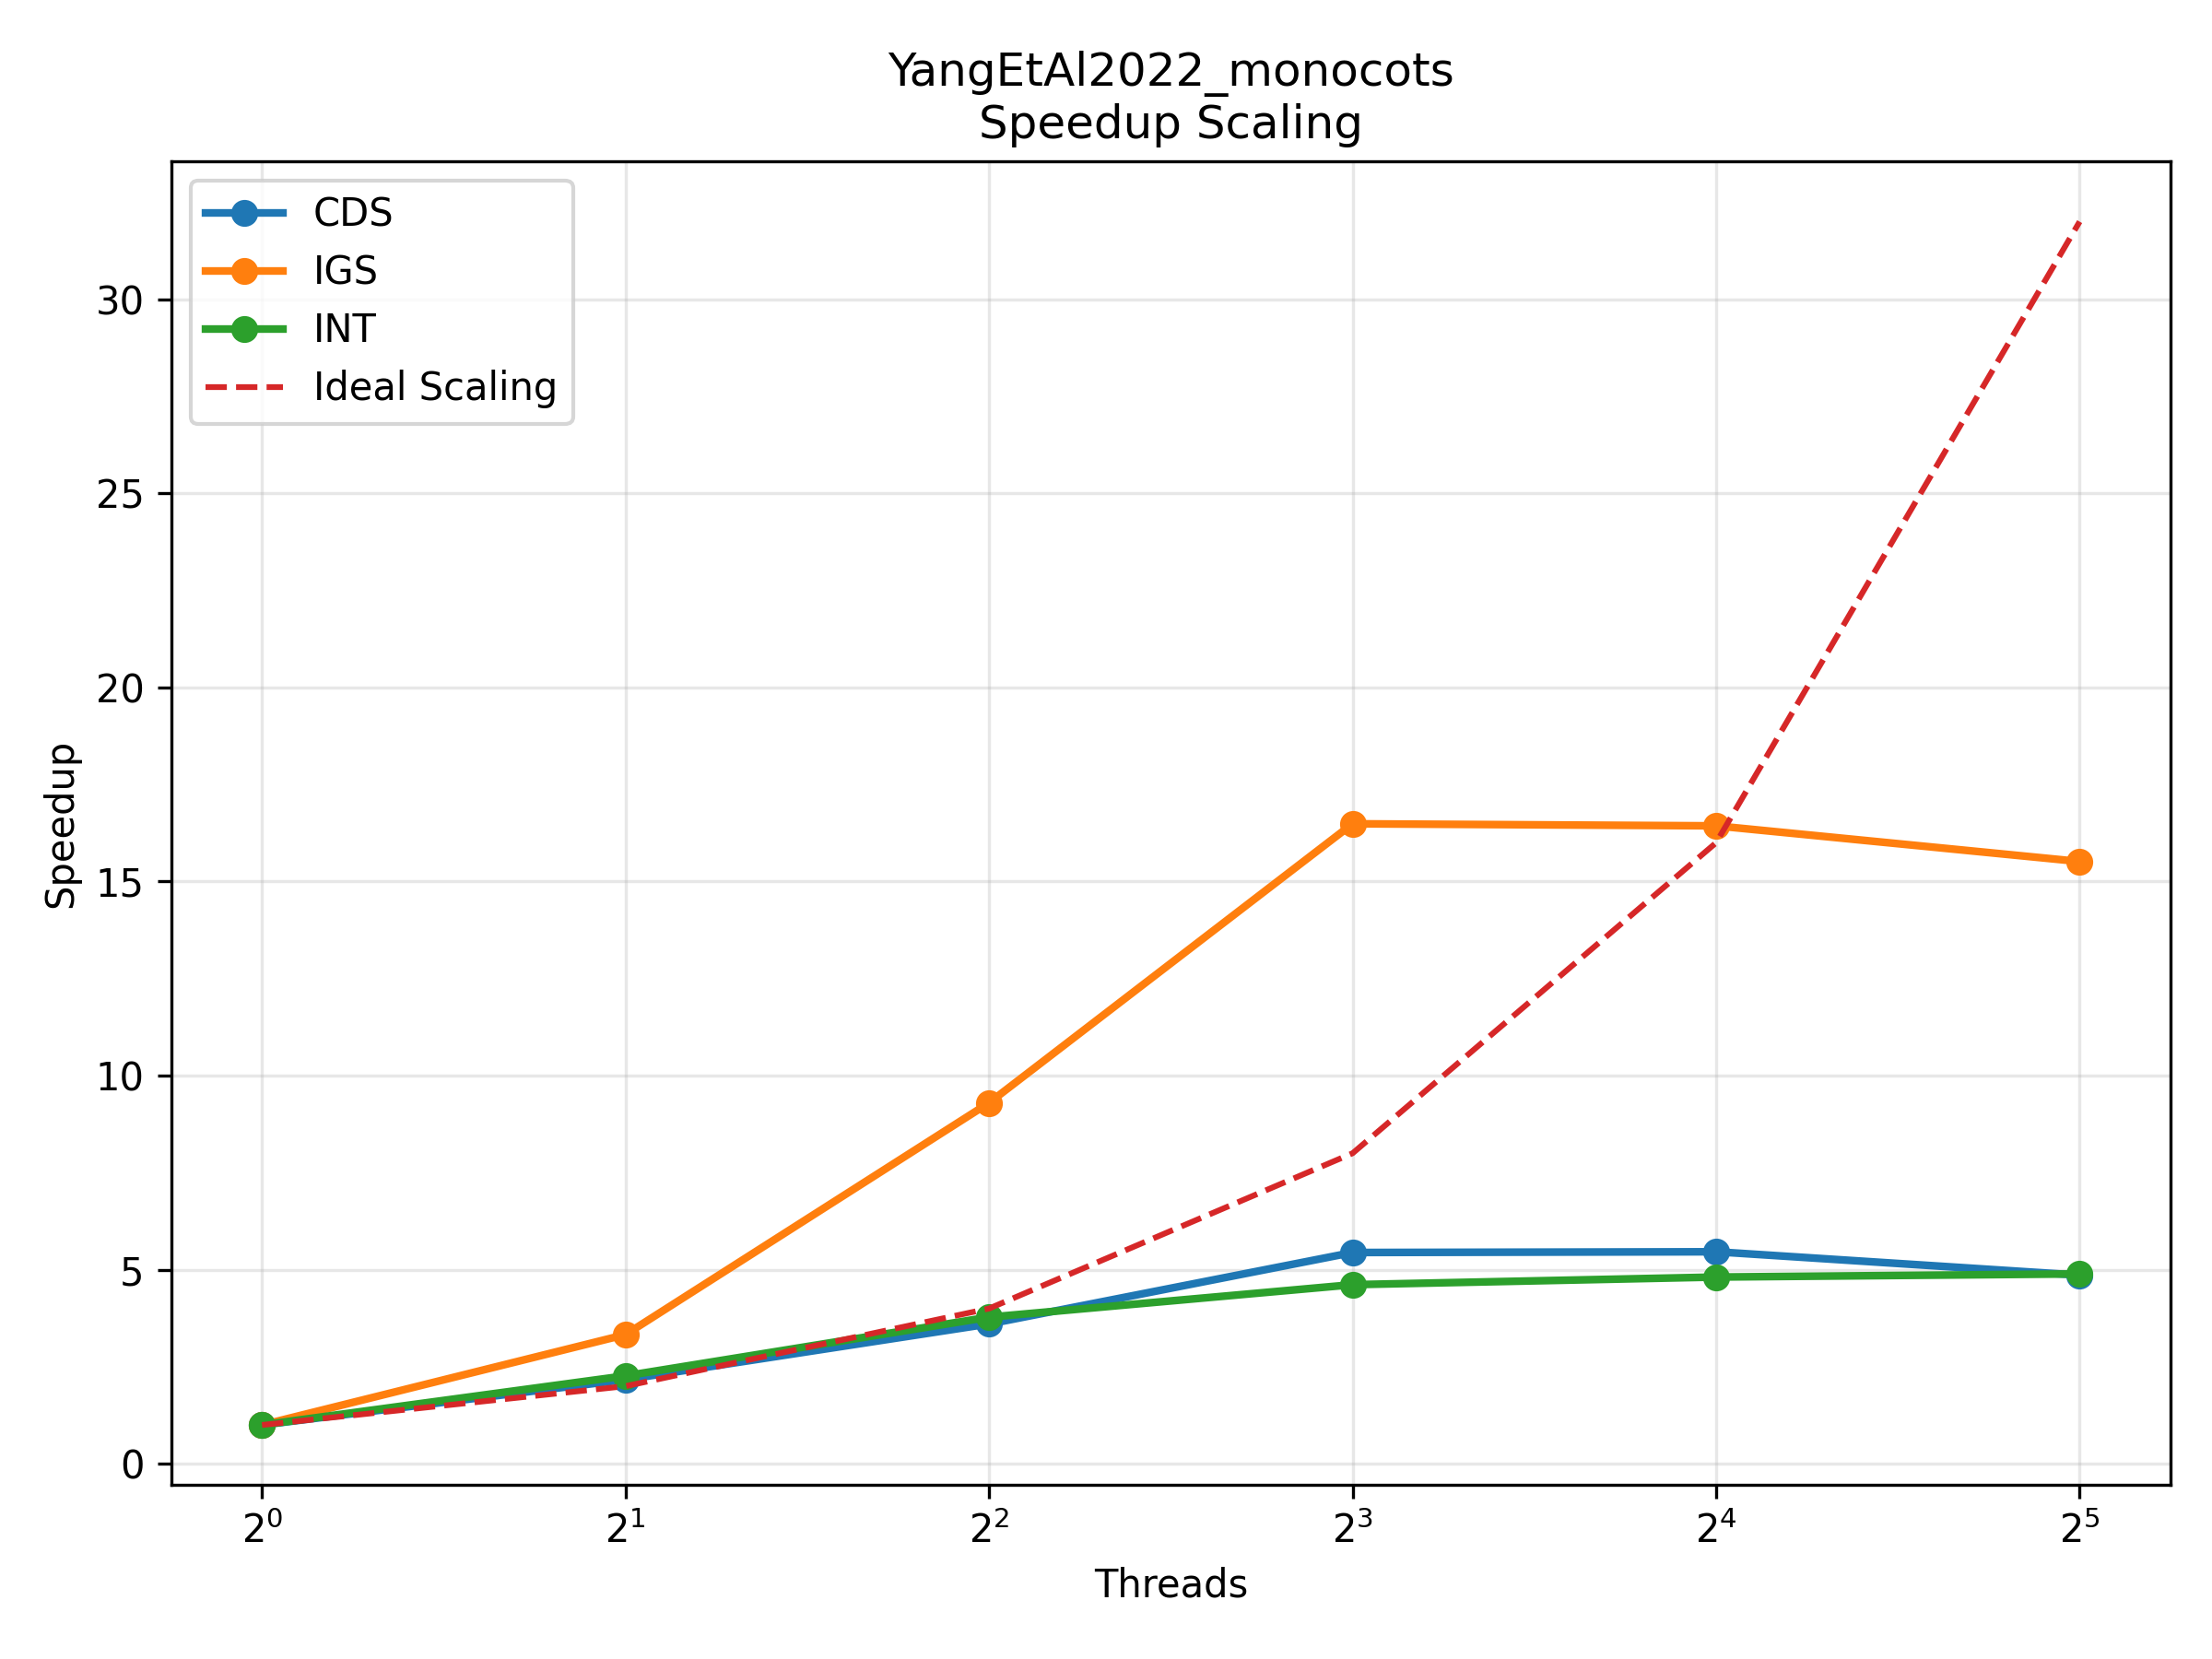 YangEtAl2022_monocots
Speedup Scaling
CDS
IGS
INT
Ideal Scaling
30
25
20
15
10
5
0
Speedup
2⁰ 2¹ 2² 2³ 2⁴ 2⁵
Threads